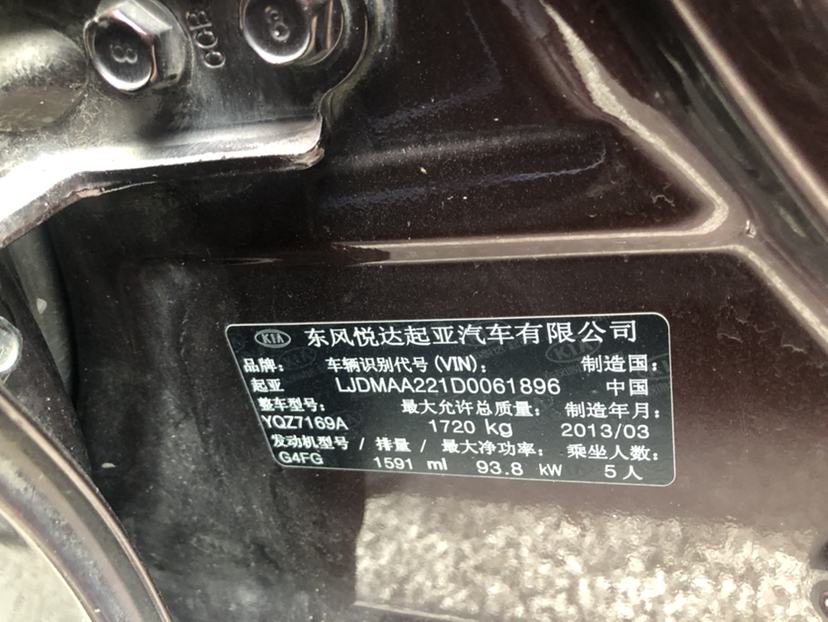 8
8
KIA 东风悦达起亚汽车有限公司
品牌： 车辆识别代号(VIN)： 制造国：
起亚 LJDMAA221D0061896 中国
整车型号： 最大允许总质量： 制造年月：
YQZ7169A 1720 kg 2013/03
发动机型号 / 排量 / 最大净功率： 乘坐人数：
G4FG 1591 ml 93.8 kW 5人